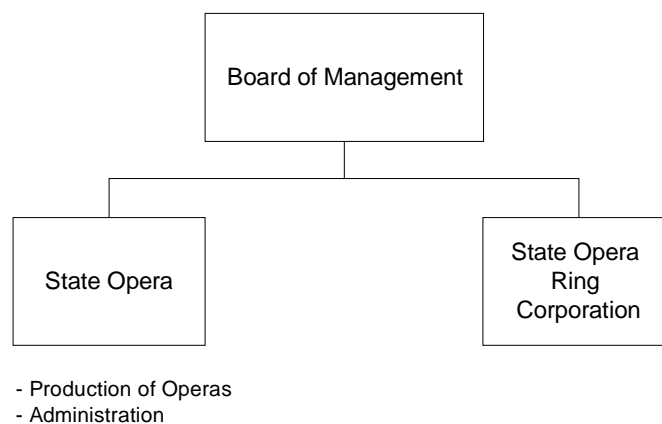 Board of Management
State Opera
State Opera
Ring
Corporation
- Production of Operas
- Administration